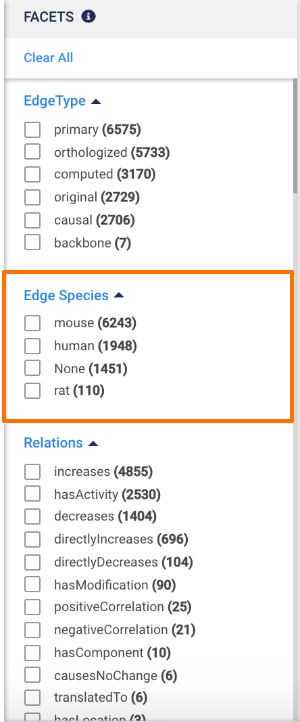 FACETS
Clear All
EdgeType
primary (6575)
orthologized (5733)
computed (3170)
original (2729)
causal (2706)
backbone (7)
Edge Species
mouse (6243)
human (1948)
None (1451)
rat (110)
Relations
increases (4855)
hasActivity (2530)
decreases (1404)
directlyIncreases (696)
directlyDecreases (104)
hasModification (90)
positiveCorrelation (25)
negativeCorrelation (21)
hasComponent (10)
causesNoChange (6)
translatedTo (6)
hasLocation (3)